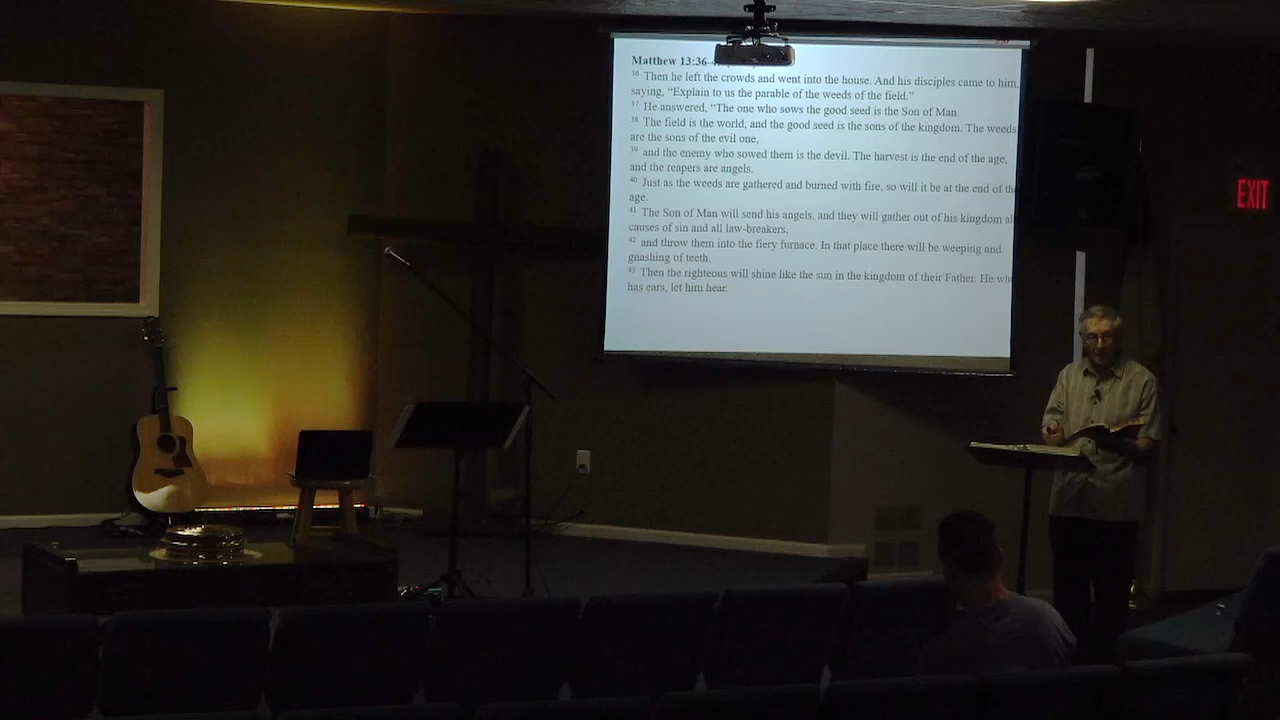 Matthew 13:36-
36 Then he left the crowds and went into the house. And his disciples came to him,
saying, “Explain to us the parable of the weeds of the field.”
37 He answered, “The one who sows the good seed is the Son of Man.
38 The field is the world, and the good seed is the sons of the kingdom. The weeds
are the sons of the evil one,
39 and the enemy who sowed them is the devil. The harvest is the end of the age,
and the reapers are angels.
40 Just as the weeds are gathered and burned with fire, so will it be at the end of the
age.
41 The Son of Man will send his angels, and they will gather out of his kingdom all
causes of sin and all law-breakers,
42 and throw them into the fiery furnace. In that place there will be weeping and
gnashing of teeth.
43 Then the righteous will shine like the sun in the kingdom of their Father. He who
has ears, let him hear.
EXIT